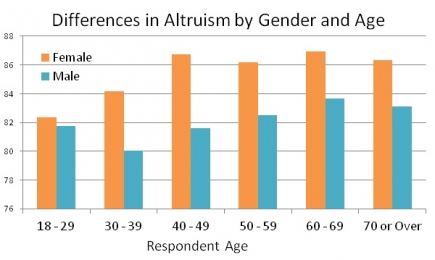 Differences in Altruism by Gender and Age
88
86
84
82
80
78
76
Female
Male
18 - 29
30 - 39
40 - 49
50 - 59
60 - 69
70 or Over
Respondent Age